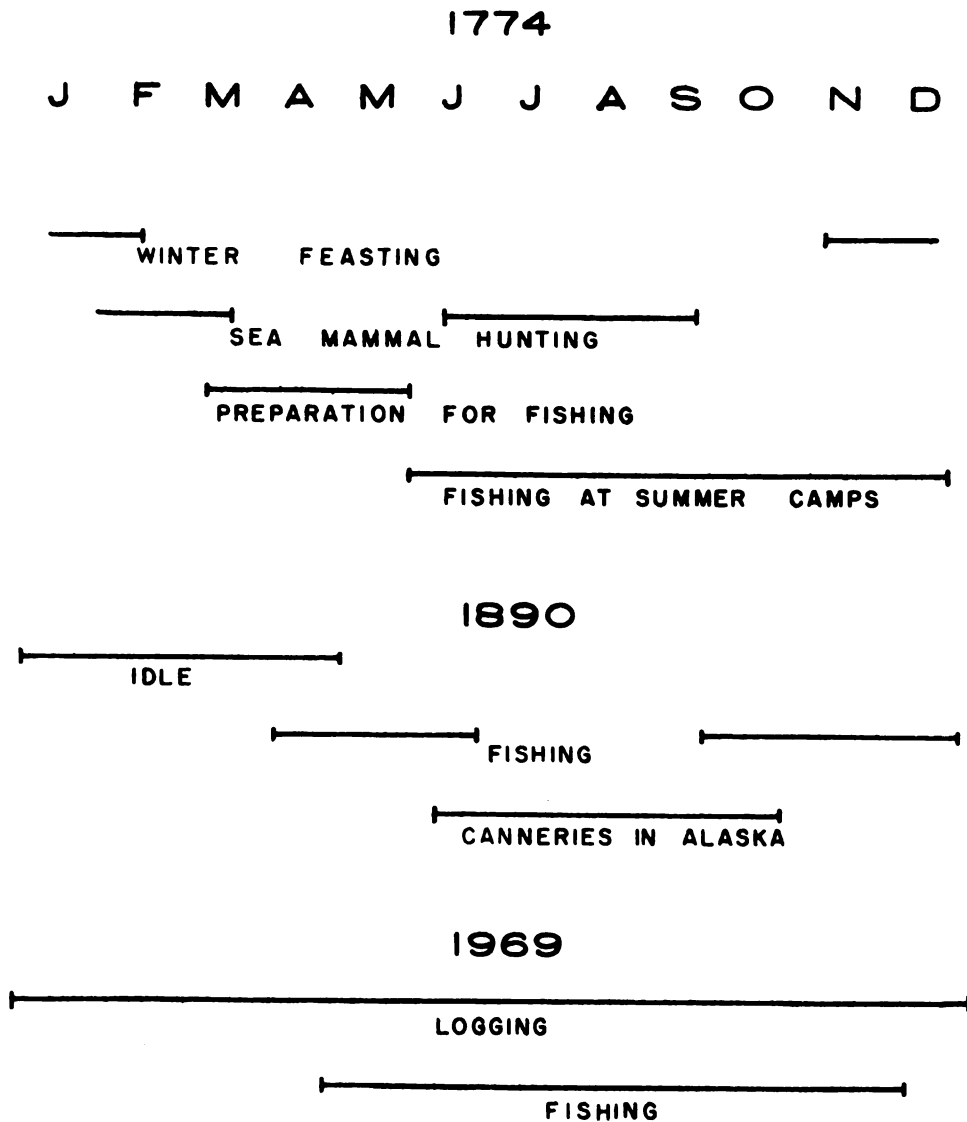 1774
J F M A M J J A S O N D
WINTER FEASTING
SEA MAMMAL HUNTING
PREPARATION FOR FISHING
FISHING AT SUMMER CAMPS
1890
IDLE
FISHING
CANNERIES IN ALASKA
1969
LOGGING
FISHING